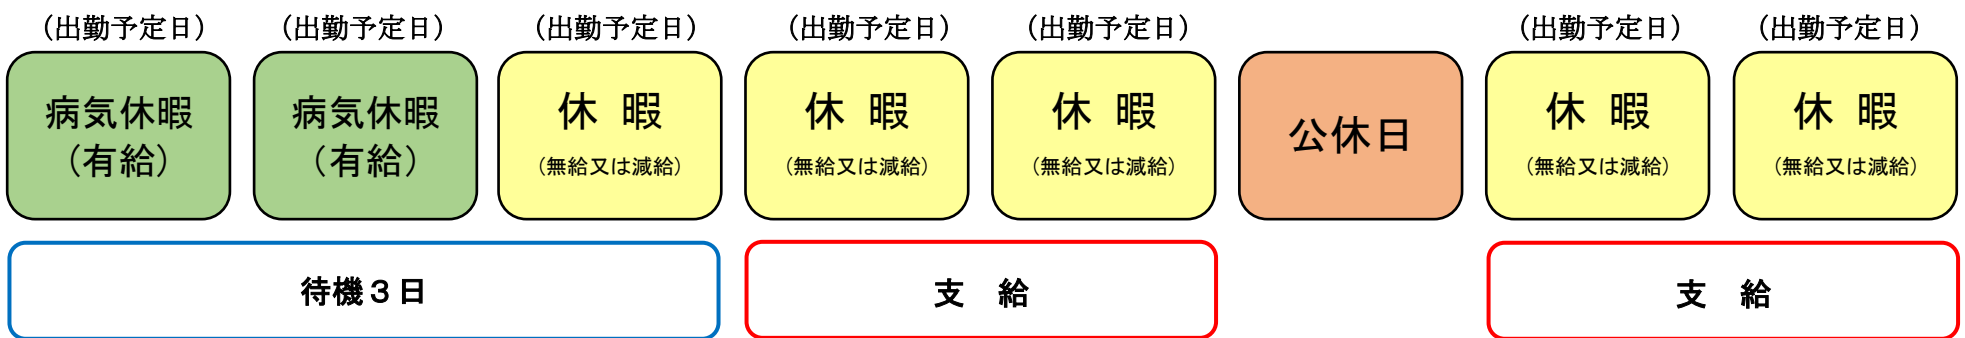 （出勤予定日） （出勤予定日） （出勤予定日） （出勤予定日） （出勤予定日） （出勤予定日） （出勤予定日）
病気休暇
（有給）
病気休暇
（有給）
休 暇
（無給又は減給）
休 暇
（無給又は減給）
休 暇
（無給又は減給）
公休日
休 暇
（無給又は減給）
休 暇
（無給又は減給）
待機３日
支 給
支 給